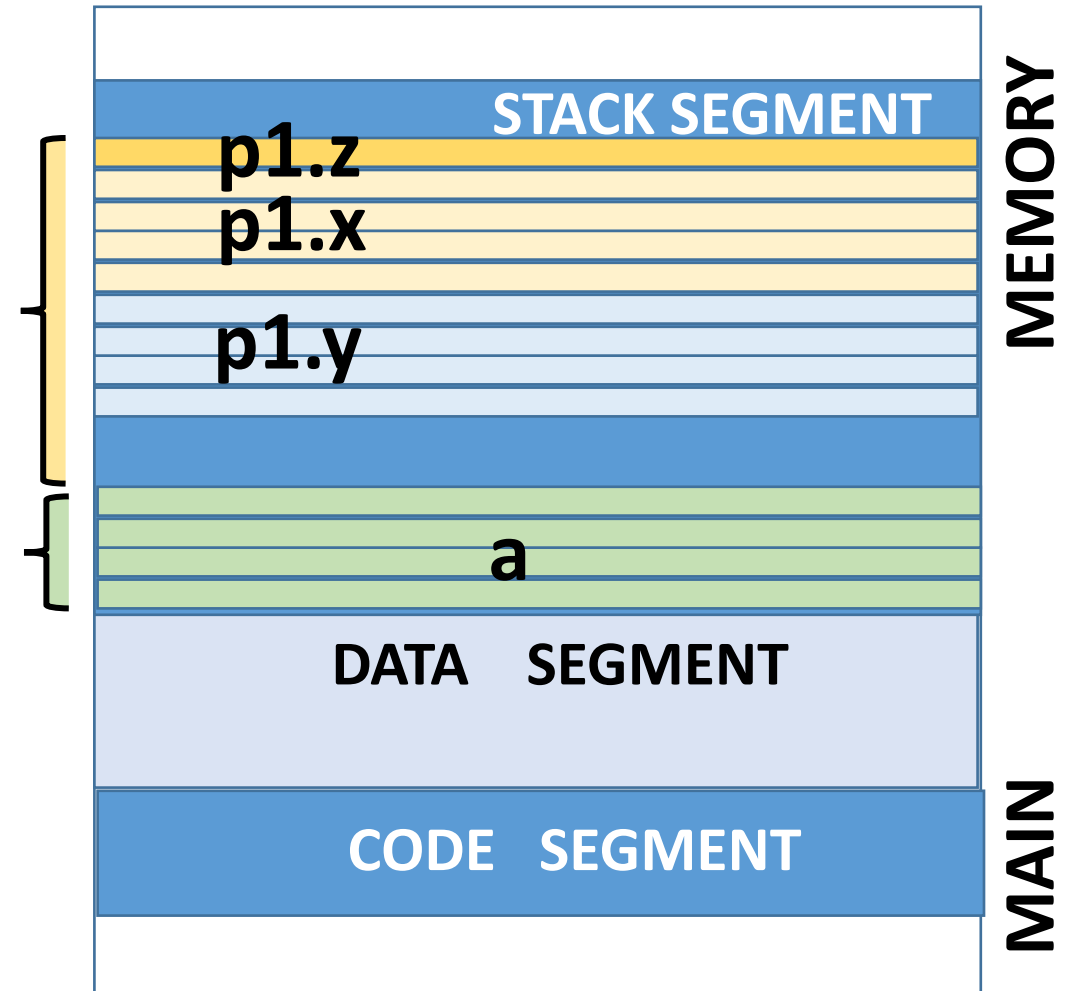 STACK SEGMENT
p1.z
p1.x
p1.y
a
DATA SEGMENT
CODE SEGMENT
MAIN MEMORY